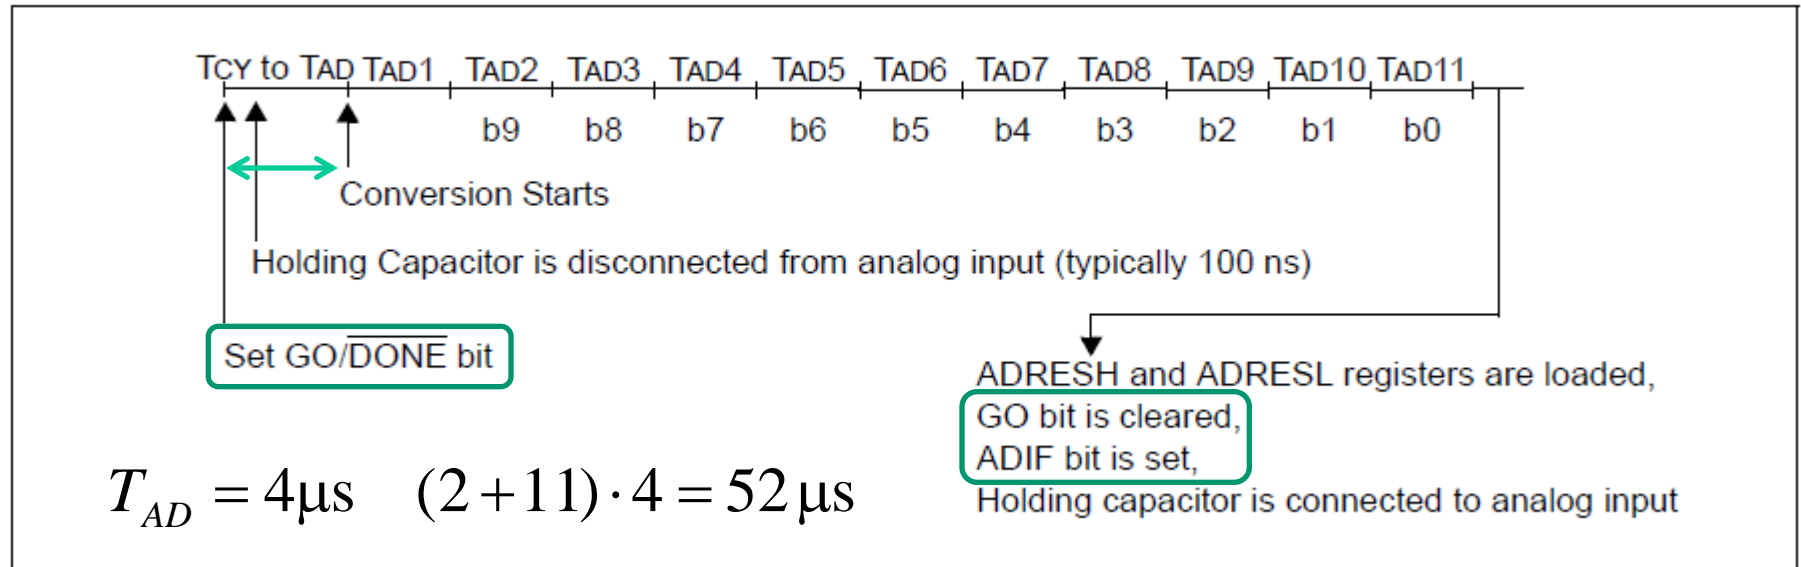 TCY to TAD TAD1 TAD2 TAD3 TAD4 TAD5 TAD6 TAD7 TAD8 TAD9 TAD10 TAD11
b9 b8 b7 b6 b5 b4 b3 b2 b1 b0
Conversion Starts
Holding Capacitor is disconnected from analog input (typically 100 ns)
Set GO/D̅O̅N̅E̅ bit
ADRESH and ADRESL registers are loaded,
GO bit is cleared,
ADIF bit is set,
Holding capacitor is connected to analog input
T_AD = 4µs (2+11)·4 = 52µs